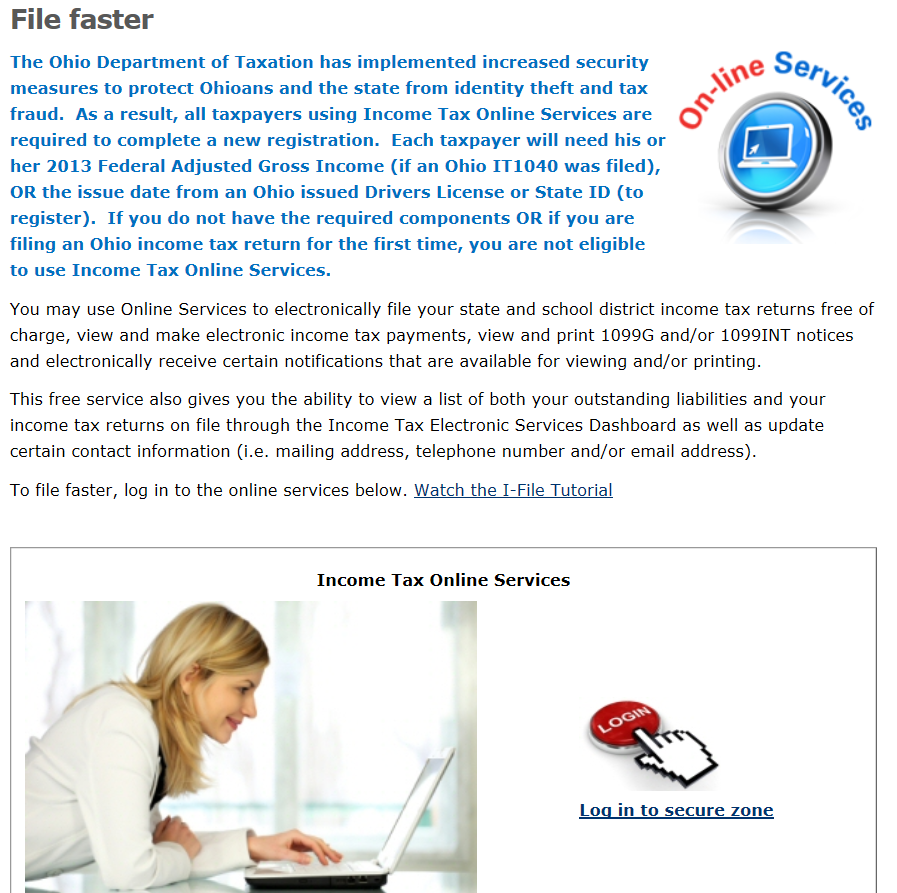 File faster
The Ohio Department of Taxation has implemented increased security
measures to protect Ohioans and the state from identity theft and tax
fraud.  As a result, all taxpayers using Income Tax Online Services are
required to complete a new registration.  Each taxpayer will need his or
her 2013 Federal Adjusted Gross Income (if an Ohio IT1040 was filed),
OR the issue date from an Ohio issued Drivers License or State ID (to
register).  If you do not have the required components OR if you are
filing an Ohio income tax return for the first time, you are not eligible
to use Income Tax Online Services.
On-line Services
You may use Online Services to electronically file your state and school district income tax returns free of
charge, view and make electronic income tax payments, view and print 1099G and/or 1099INT notices
and electronically receive certain notifications that are available for viewing and/or printing.
This free service also gives you the ability to view a list of both your outstanding liabilities and your
income tax returns on file through the Income Tax Electronic Services Dashboard as well as update
certain contact information (i.e. mailing address, telephone number and/or email address).
To file faster, log in to the online services below. Watch the I-File Tutorial
Income Tax Online Services
LOGIN
Log in to secure zone